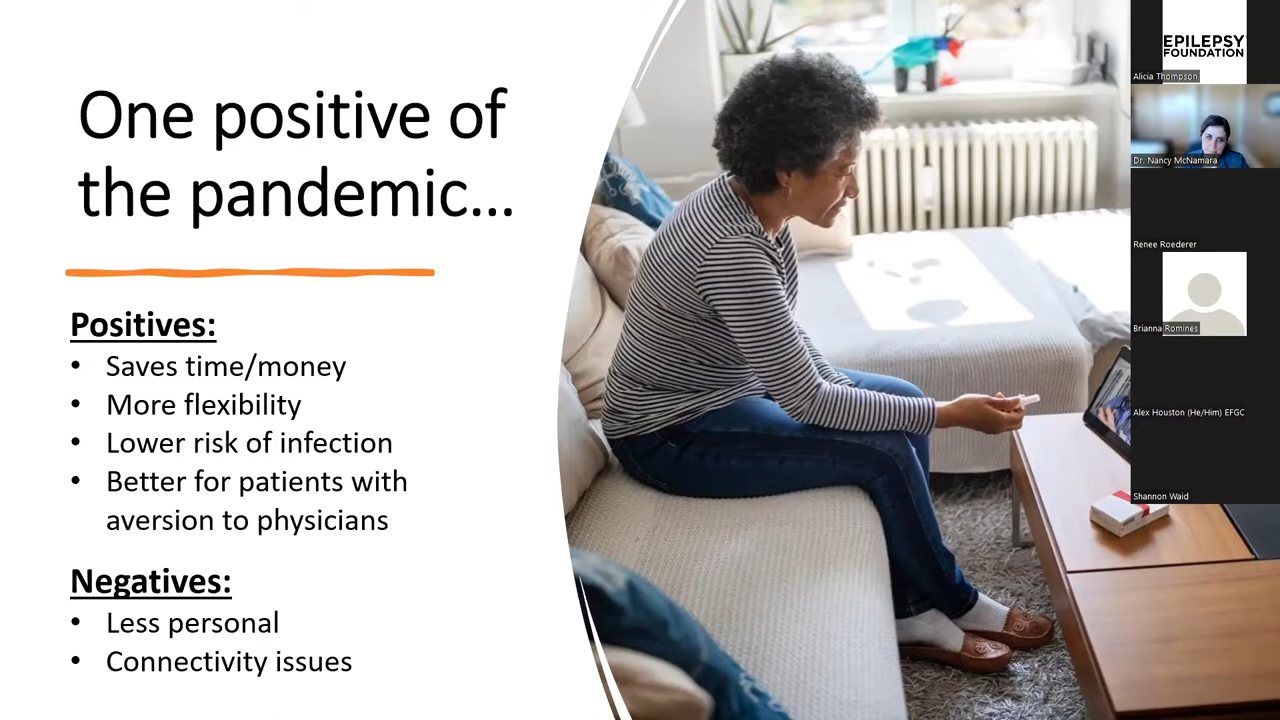 One positive of
the pandemic...
Positives:
• Saves time/money
• More flexibility
• Lower risk of infection
• Better for patients with
aversion to physicians
Negatives:
• Less personal
• Connectivity issues
EPILEPSY
FOUNDATION
Alicia Thompson
Dr. Nancy McNamara
Renee Roederer
Brianna Romines
Alex Houston (He/Him) EFGC
Shannon Waid